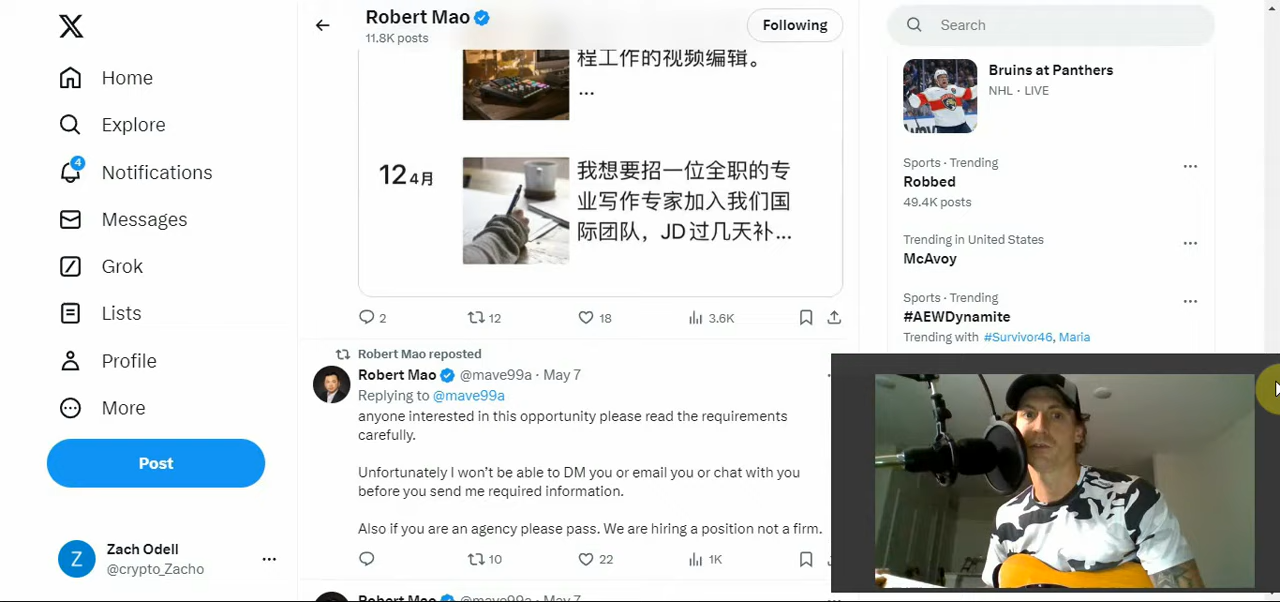 Robert Mao
11.8K posts
Following
Search
Home
Explore
4
Notifications
Messages
Grok
Lists
Profile
More
Post
Zach Odell
@crypto_Zacho
程工作的视频编辑。
...
12 4月
我想要招一位全职的专
业写作专家加入我们国
际团队，JD过几天补...
2
12
18
3.6K
Robert Mao reposted
Robert Mao @mave99a · May 7
Replying to @mave99a
anyone interested in this opportunity please read the requirements
carefully.
Unfortunately I won't be able to DM you or email you or chat with you
before you send me required information.
Also if you are an agency please pass. We are hiring a position not a firm.
10
22
1K
Robert Mao @mave99a · May 7
Bruins at Panthers
NHL · LIVE
Sports · Trending
Robbed
49.4K posts
Trending in United States
McAvoy
Sports · Trending
#AEWDynamite
Trending with #Survivor46, Maria